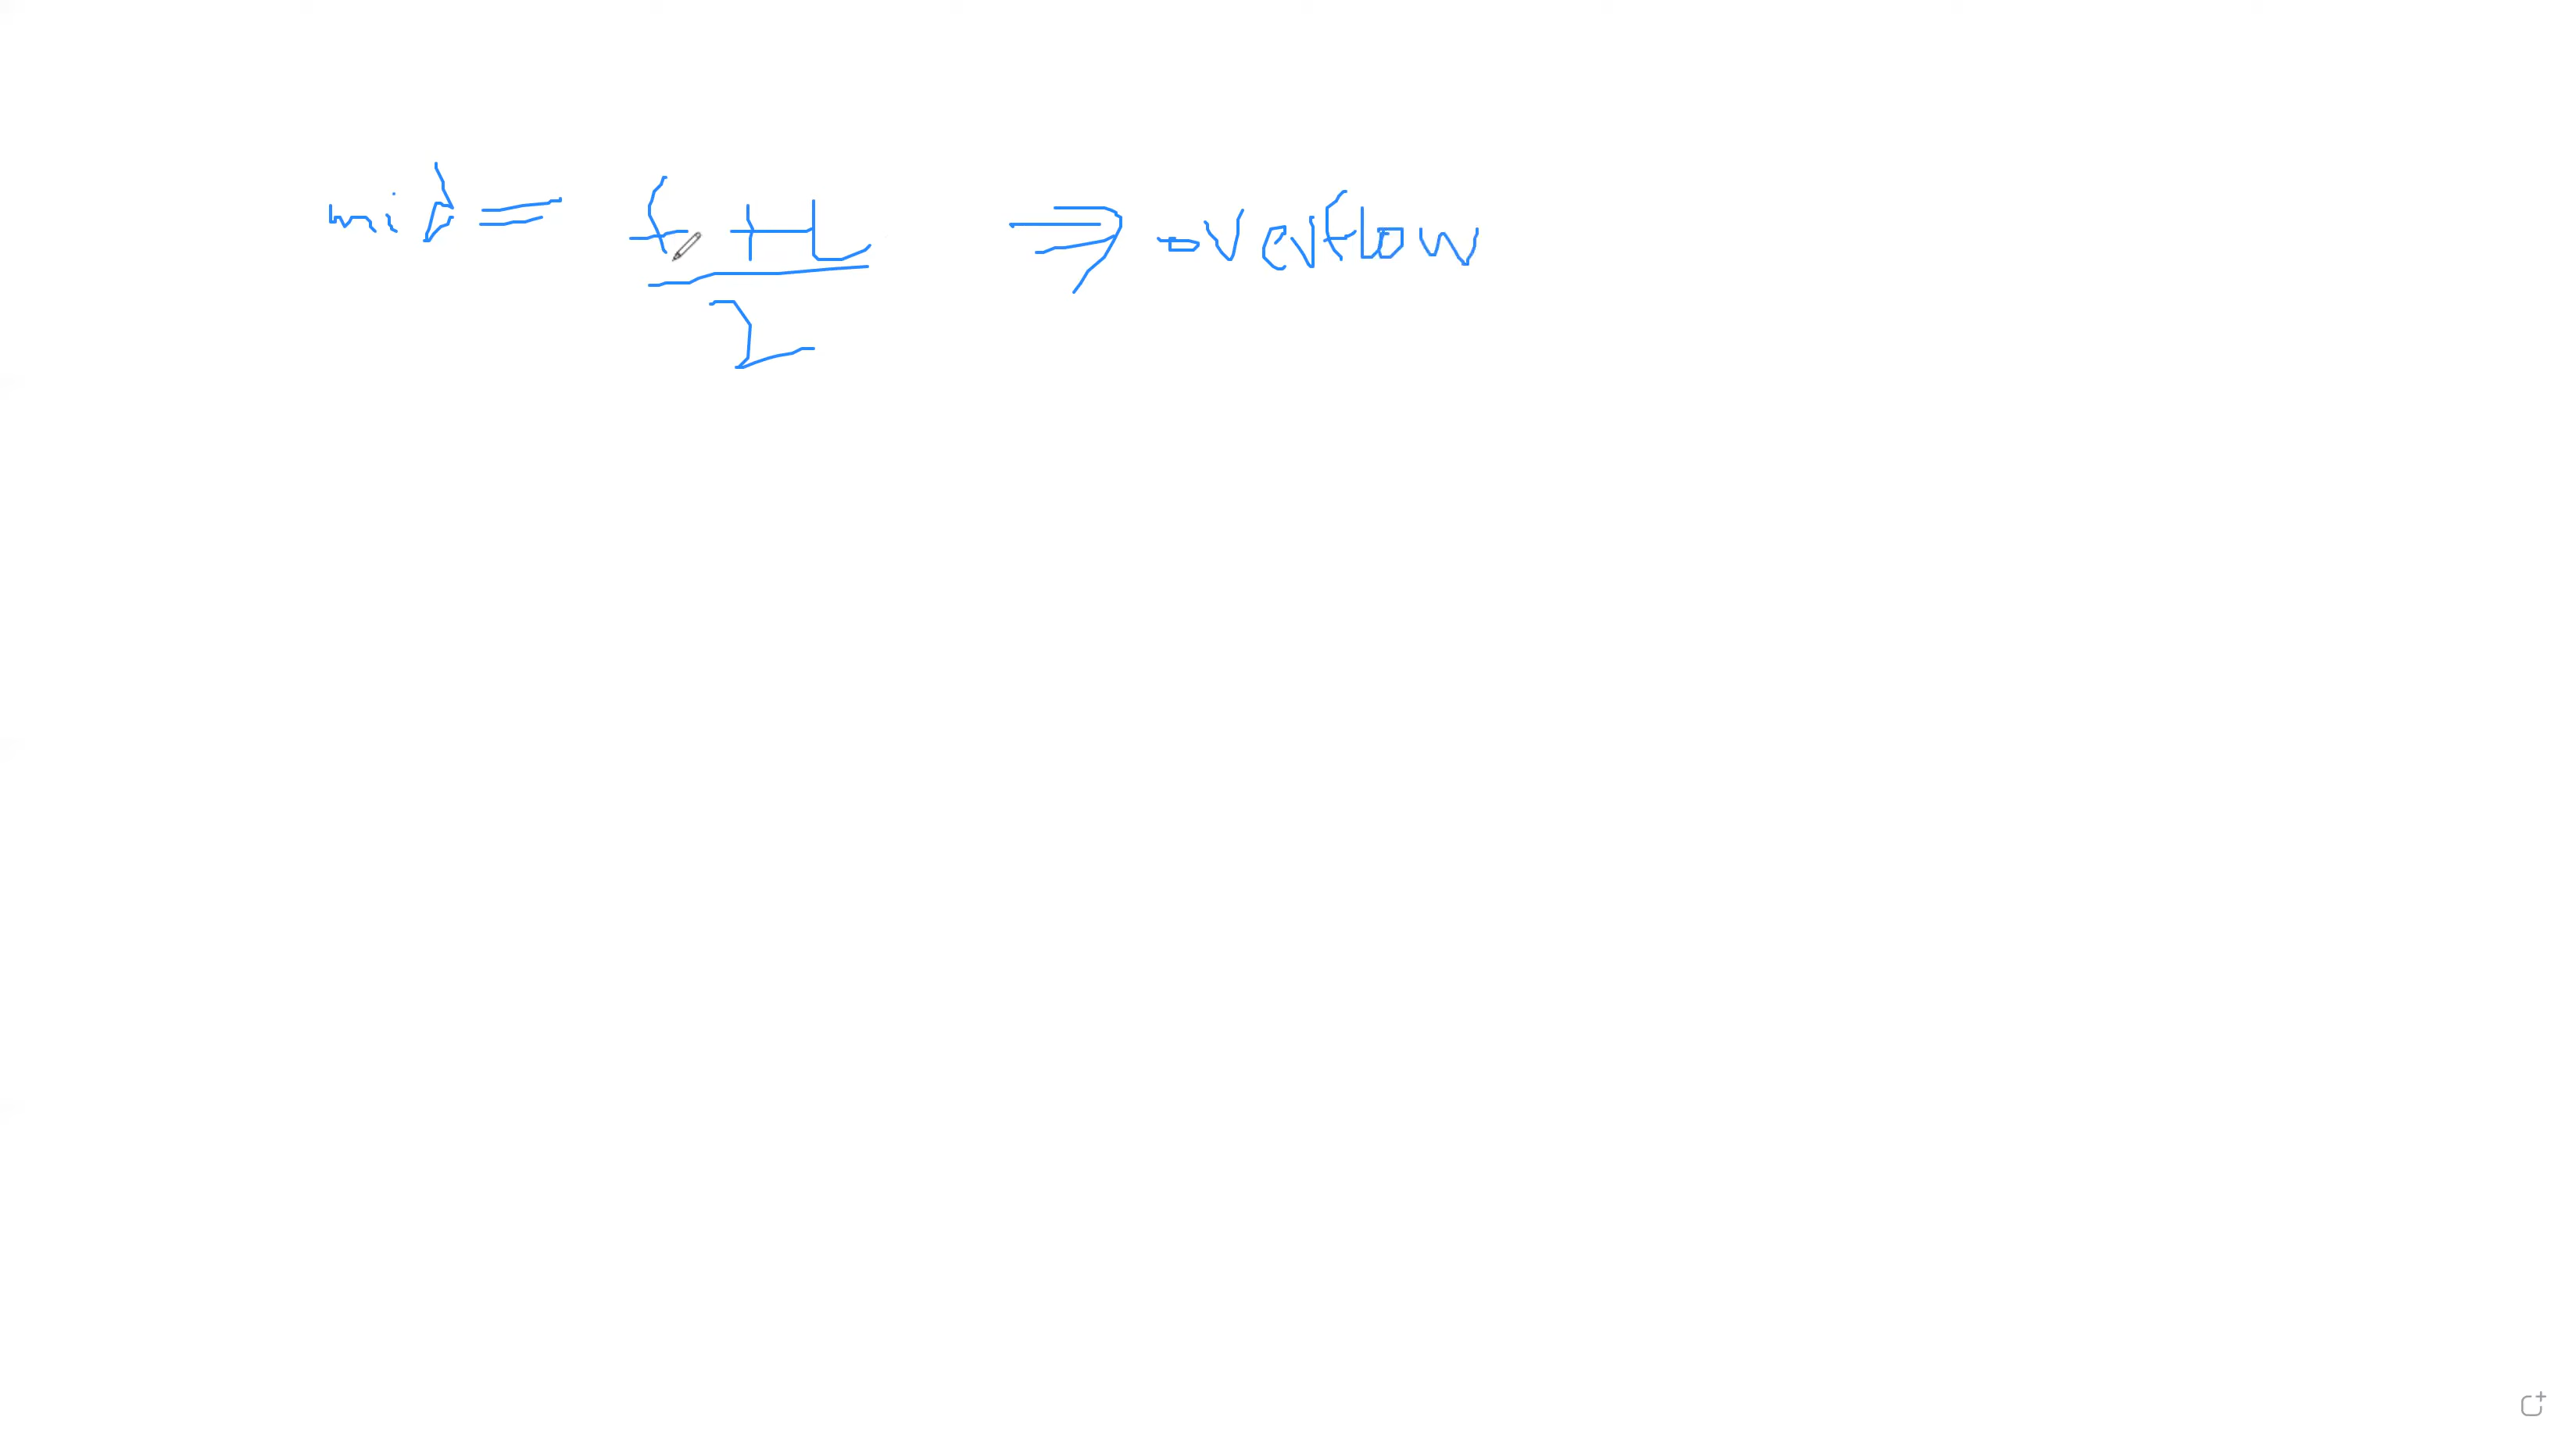 mid = f + L ⇒ overflow
2